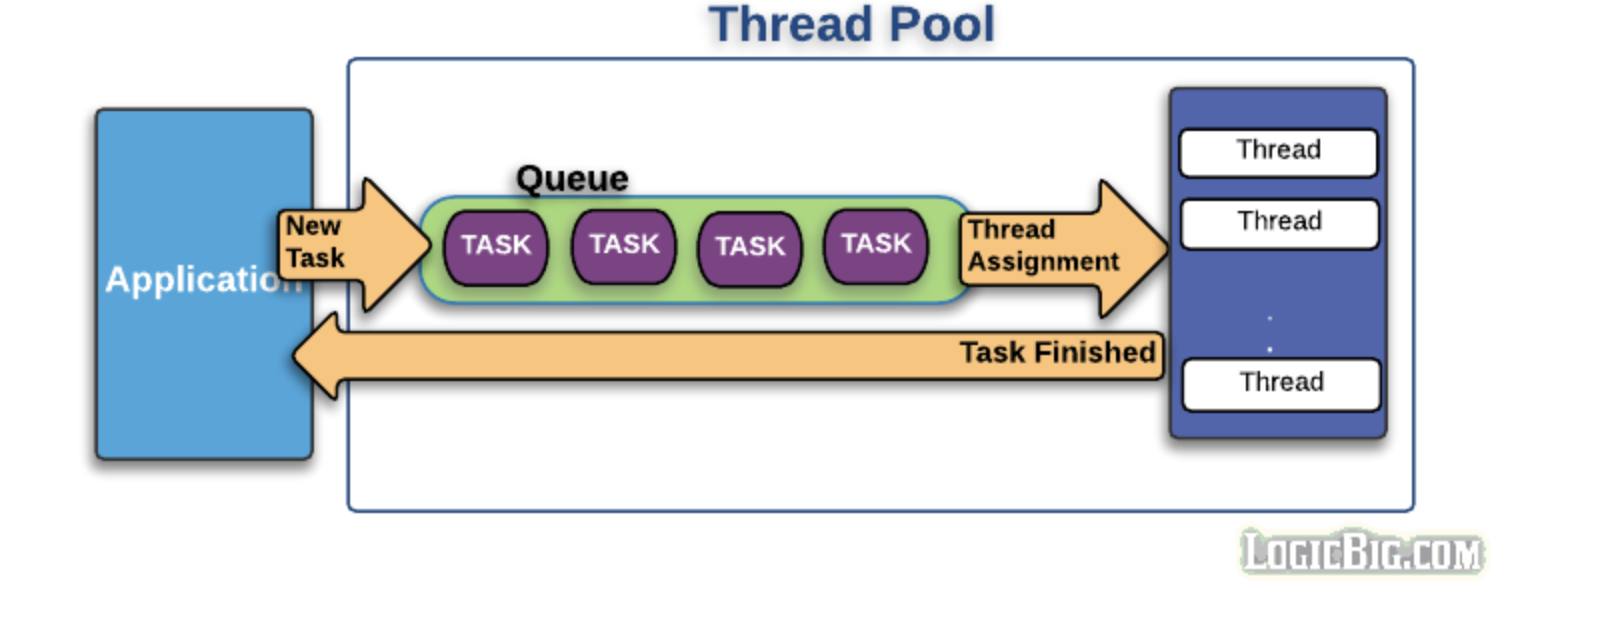 Thread Pool
Application
New
Task
Queue
TASK
TASK
TASK
TASK
Thread
Assignment
Task Finished
Thread
Thread
.
.
Thread
LogicBig.com